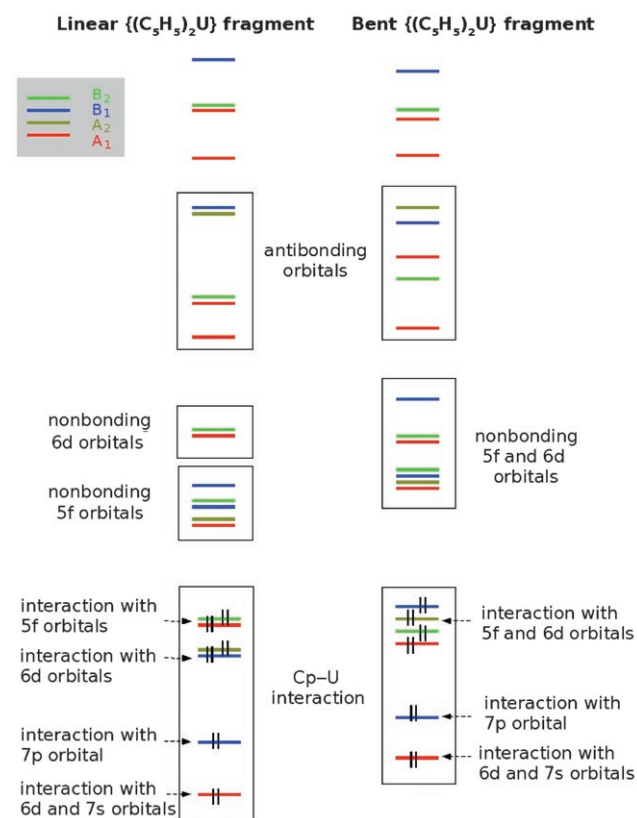 Linear {(C₅H₅)₂U} fragment
Bent {(C₅H₅)₂U} fragment
B₂
B₁
A₂
A₁
antibonding
orbitals
nonbonding
6d orbitals
nonbonding
5f orbitals
nonbonding
5f and 6d
orbitals
interaction with
5f orbitals
interaction with
6d orbitals
interaction with
7p orbital
interaction with
6d and 7s orbitals
Cp–U
interaction
interaction with
5f and 6d orbitals
interaction with
7p orbital
interaction with
6d and 7s orbitals